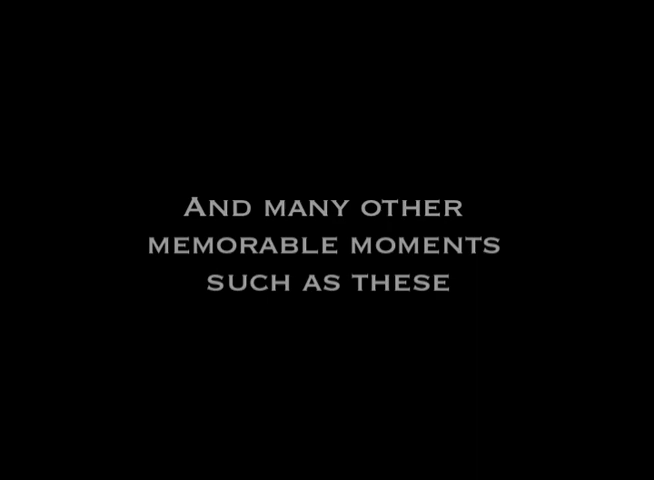 And many other
memorable moments
such as these